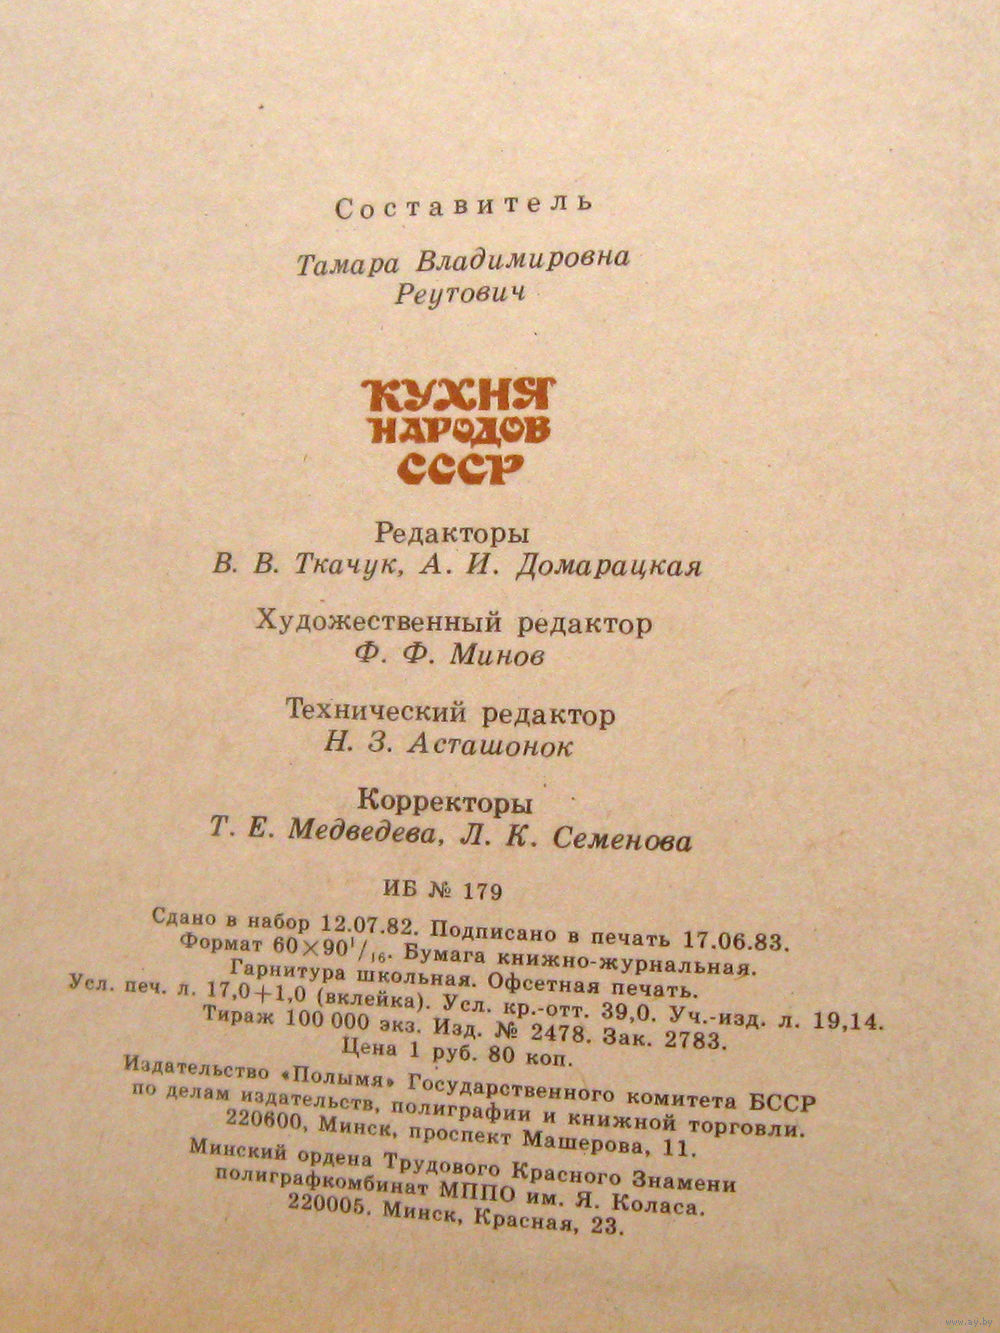 Составитель
Тамара Владимировна
Реутович
КУХНЯ
НАРОДОВ
СССР
Редакторы
В. В. Ткачук, А. И. Домарацкая
Художественный редактор
Ф. Ф. Минов
Технический редактор
Н. З. Асташонок
Корректоры
Т. Е. Медведева, Л. К. Семенова
ИБ № 179
Сдано в набор 12.07.82. Подписано в печать 17.06.83.
Формат 60×90¹/₁₆. Бумага книжно-журнальная.
Гарнитура школьная. Офсетная печать.
Усл. печ. л. 17,0+1,0 (вклейка). Усл. кр.-отт. 39,0. Уч.-изд. л. 19,14.
Тираж 100 000 экз. Изд. № 2478. Зак. 2783.
Цена 1 руб. 80 коп.
Издательство «Полымя» Государственного комитета БССР
по делам издательств, полиграфии и книжной торговли.
220600, Минск, проспект Машерова, 11.
Минский ордена Трудового Красного Знамени
полиграфкомбинат МППО им. Я. Коласа.
220005. Минск, Красная, 23.
www.ay.by